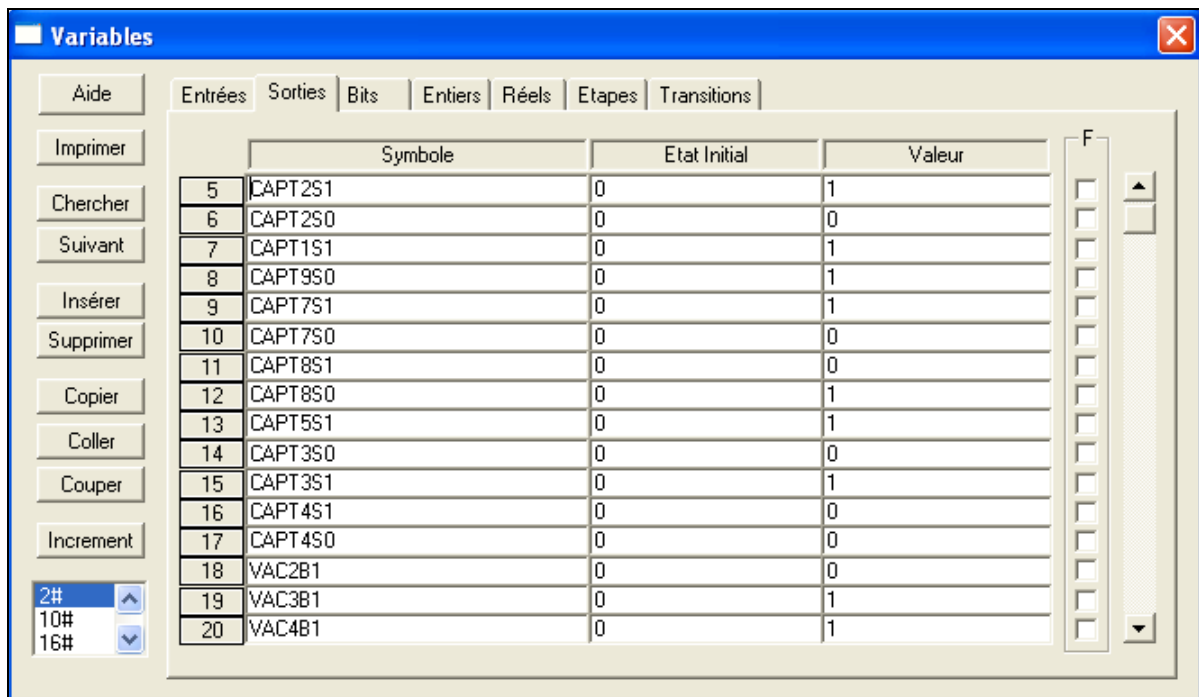 Variables
Aide
Entrées Sorties Bits Entiers Réels Etapes Transitions
Imprimer
Symbole Etat Initial Valeur F
Chercher
Suivant
Insérer
Supprimer
Copier
Coller
Couper
Increment
2#
10#
16#
5 CAPT2S1 0 1
6 CAPT2S0 0 0
7 CAPT1S1 0 1
8 CAPT9S0 0 1
9 CAPT7S1 0 1
10 CAPT7S0 0 0
11 CAPT8S1 0 0
12 CAPT8S0 0 1
13 CAPT5S1 0 1
14 CAPT3S0 0 0
15 CAPT3S1 0 1
16 CAPT4S1 0 0
17 CAPT4S0 0 0
18 VAC2B1 0 0
19 VAC3B1 0 1
20 VAC4B1 0 1